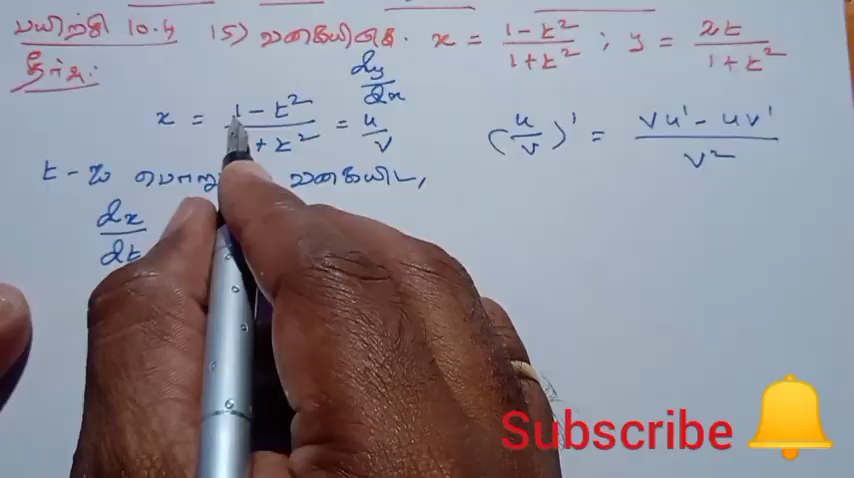 பயிற்சி 10.4 15) வகையிடுக. x = (1-t²)/(1+t²) ; y = 2t/(1+t²)
தீர்வு: dy/dx
x = (1-t²)/(1+t²) = u/v (u/v)' = (vu' - uv')/v²
t-ஐ வகையிட,
dx/dt
Subscribe